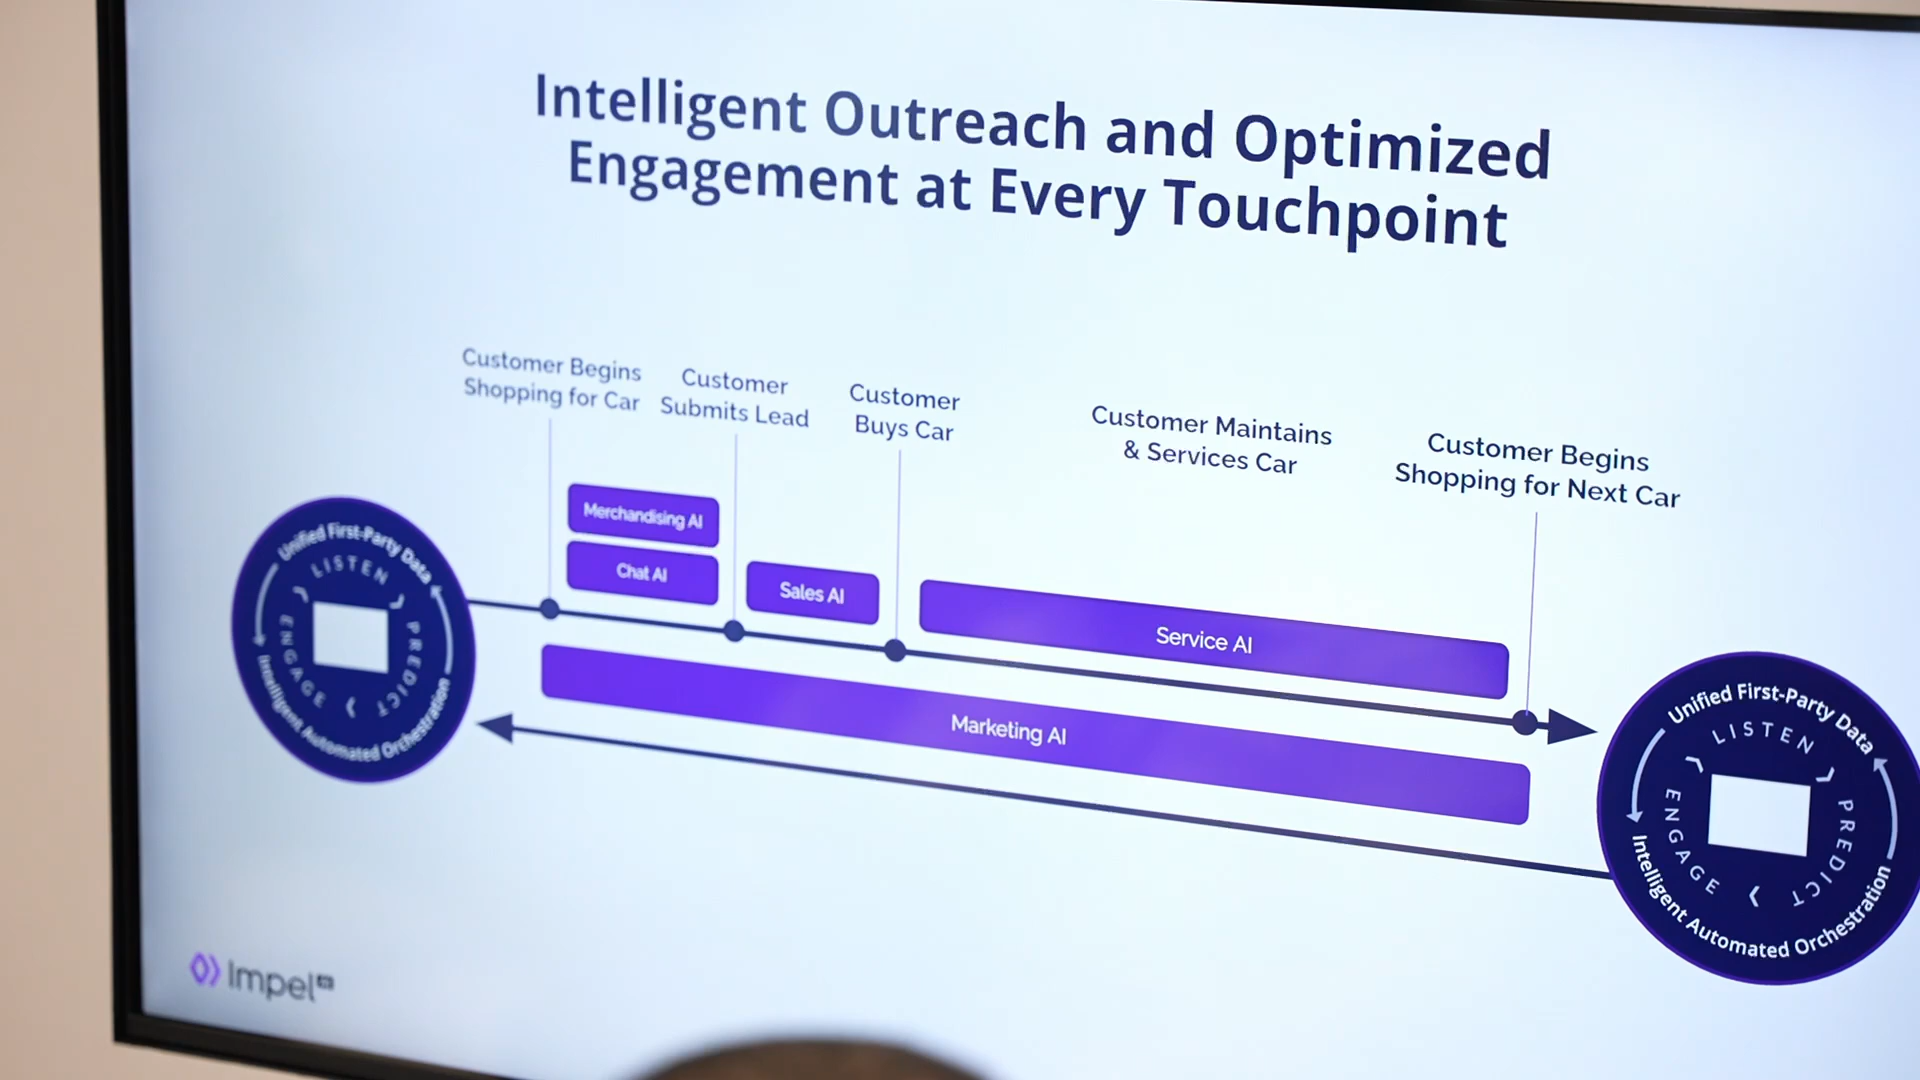 Intelligent Outreach and Optimized
Engagement at Every Touchpoint
Customer Begins
Shopping for Car
Customer
Submits Lead
Customer
Buys Car
Customer Maintains
& Services Car
Customer Begins
Shopping for Next Car
Merchandising AI
Chat AI
Sales AI
Service AI
Marketing AI
Unified First-Party Data
LISTEN
PREDICT
ENGAGE
Intelligent Automated Orchestration
Unified First-Party Data
LISTEN
PREDICT
ENGAGE
Intelligent Automated Orchestration
Impel